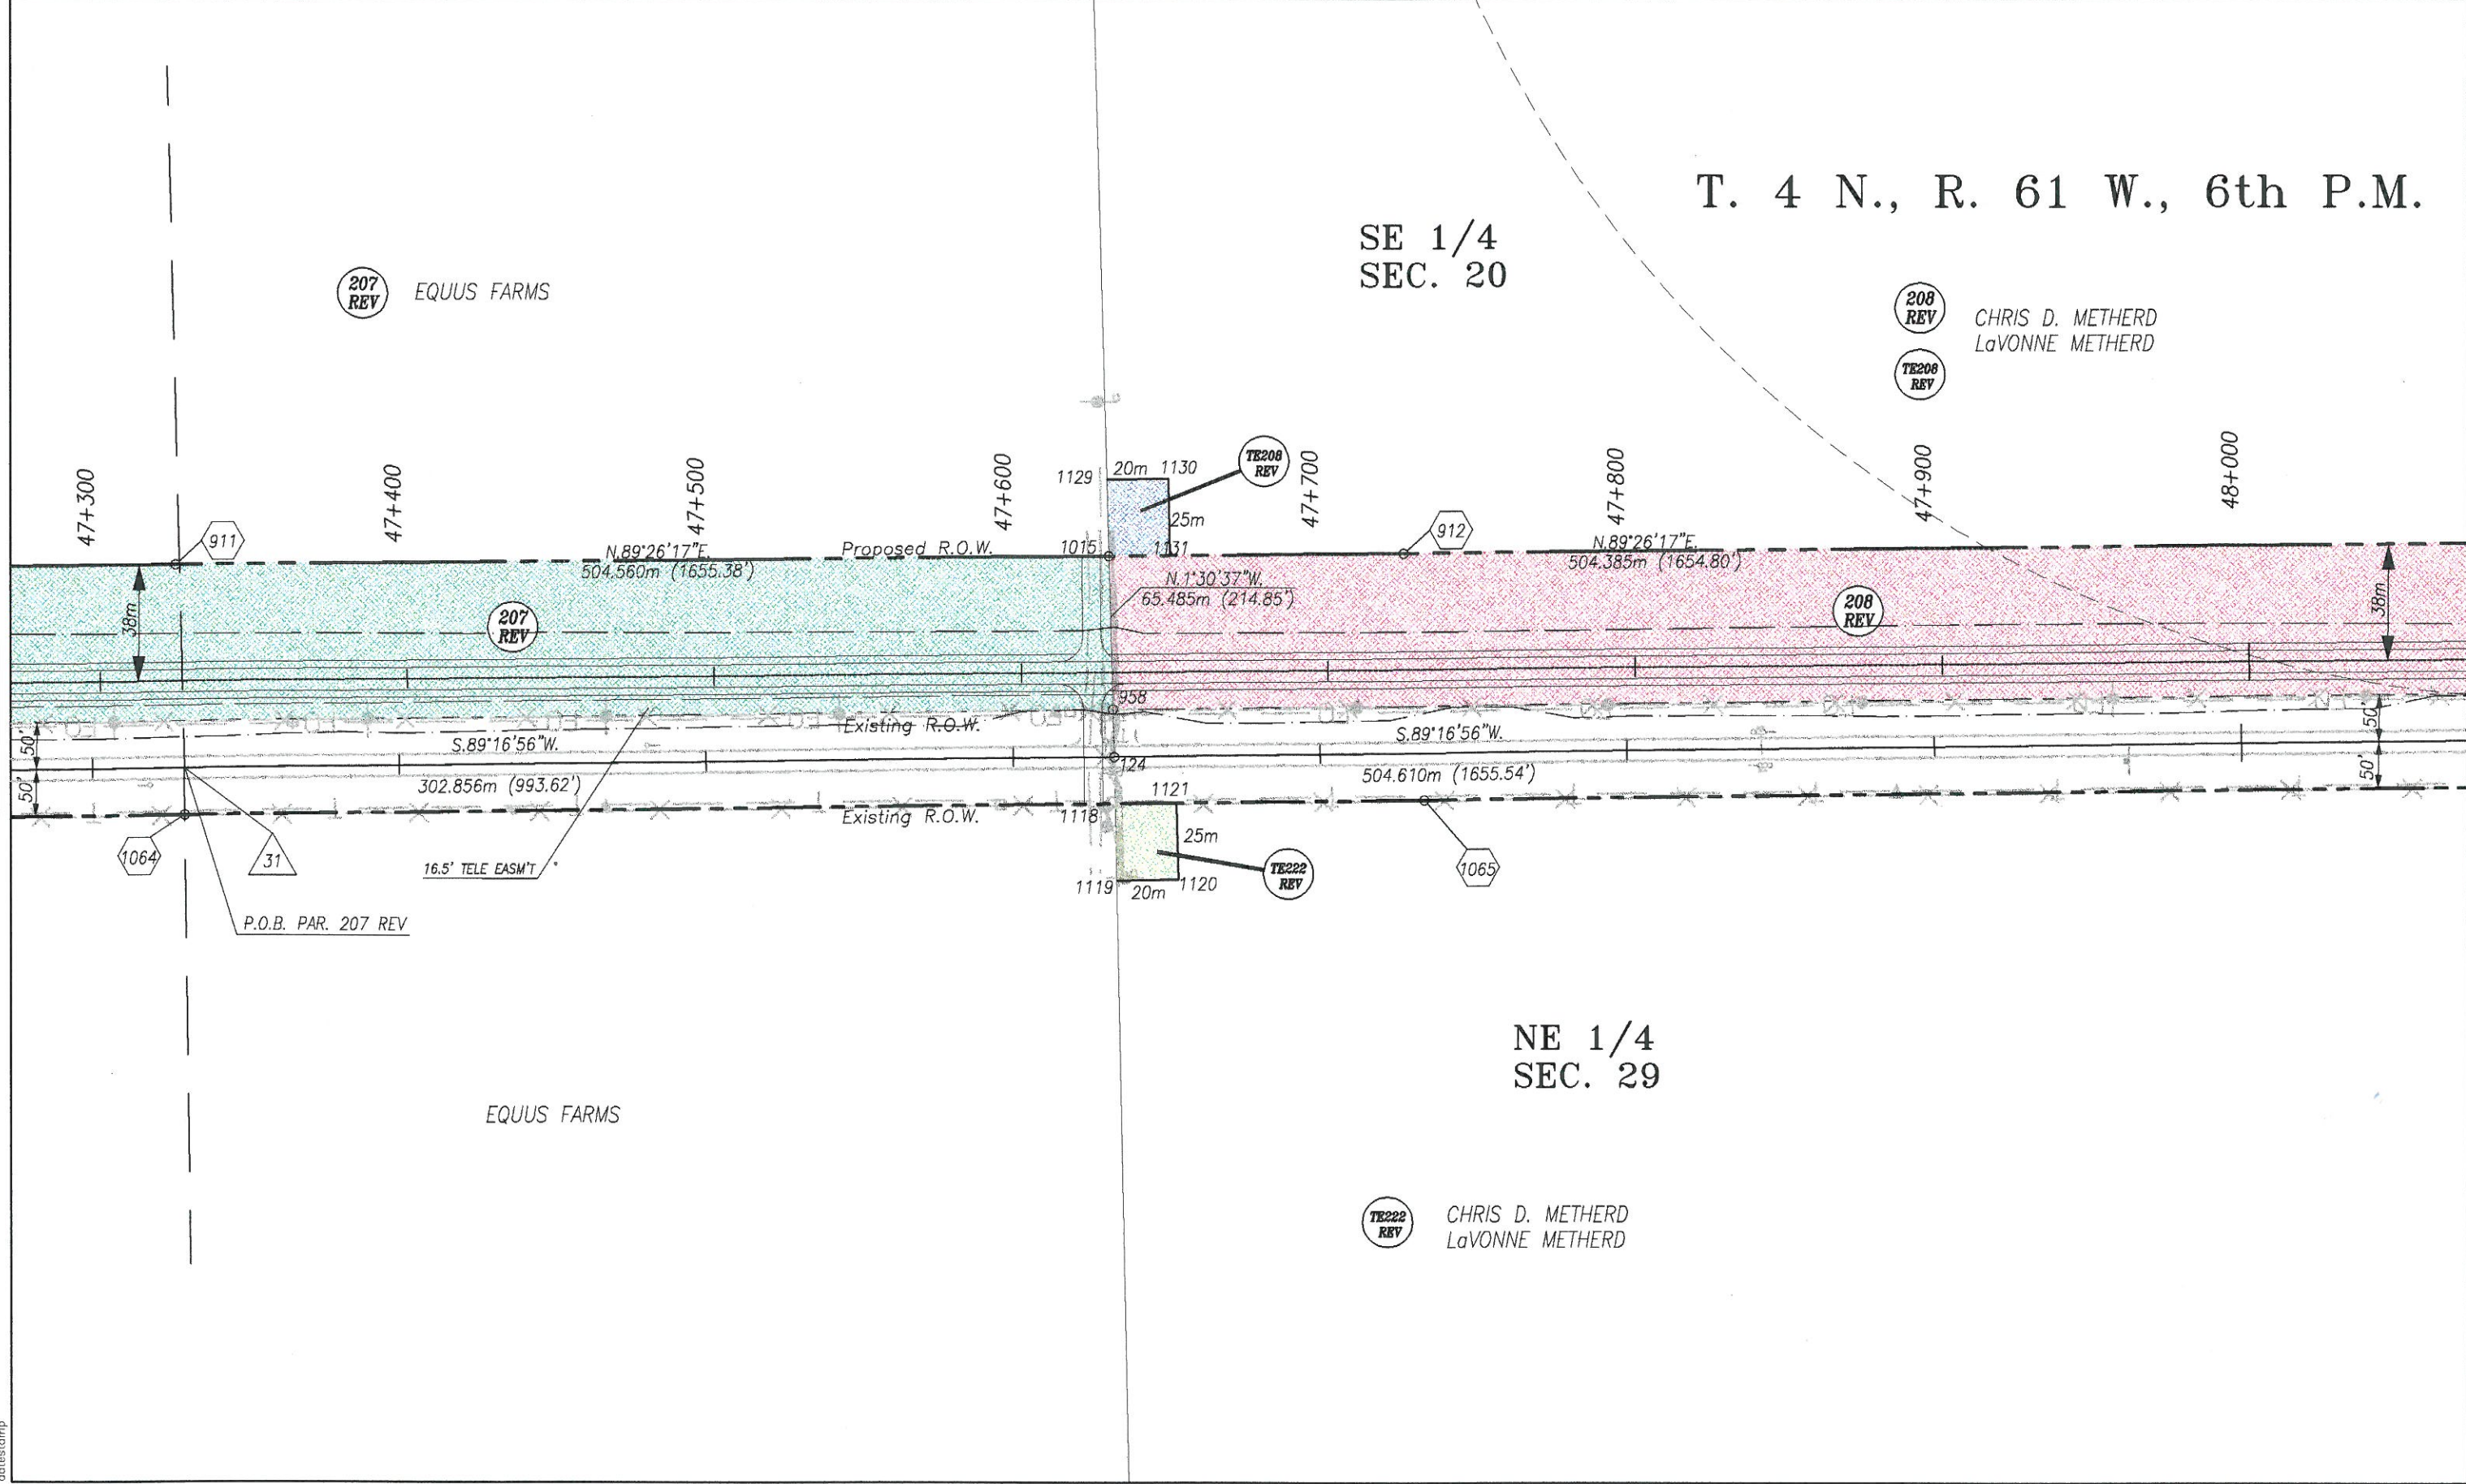 T. 4 N., R. 61 W., 6th P.M.
SE 1/4
SEC. 20
207
REV
EQUUS FARMS
208
REV
CHRIS D. METHERD
LaVONNE METHERD
TE208
REV
47+300
47+400
47+500
47+600
47+700
47+800
47+900
48+000
1129
20m
1130
TE208
REV
25m
911
912
N.89°26'17"E.
504.560m (1655.38')
Proposed R.O.W.
1015
1131
N.89°26'17"E.
504.385m (1654.80')
N.1°30'37"W.
65.485m (214.85')
38m
207
REV
208
REV
38m
958
Existing R.O.W.
50'
S.89°16'56"W.
S.89°16'56"W.
50'
124
50'
302.856m (993.62')
504.610m (1655.54')
50'
1121
Existing R.O.W.
1118
25m
1064
31
16.5' TELE EASM'T
TE222
REV
1065
1119
20m
1120
P.O.B. PAR. 207 REV
NE 1/4
SEC. 29
EQUUS FARMS
TE222
REV
CHRIS D. METHERD
LaVONNE METHERD